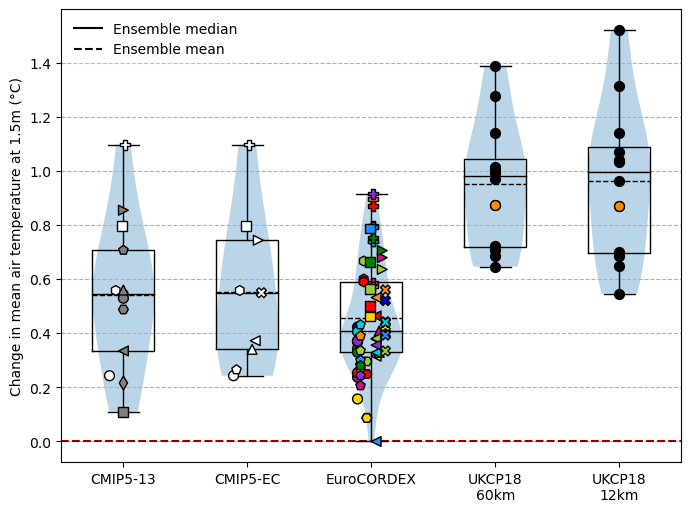 Ensemble median
Ensemble mean
Change in mean air temperature at 1.5m (°C)
1.4
1.2
1.0
0.8
0.6
0.4
0.2
0.0
CMIP5-13
CMIP5-EC
EuroCORDEX
UKCP18
60km
UKCP18
12km